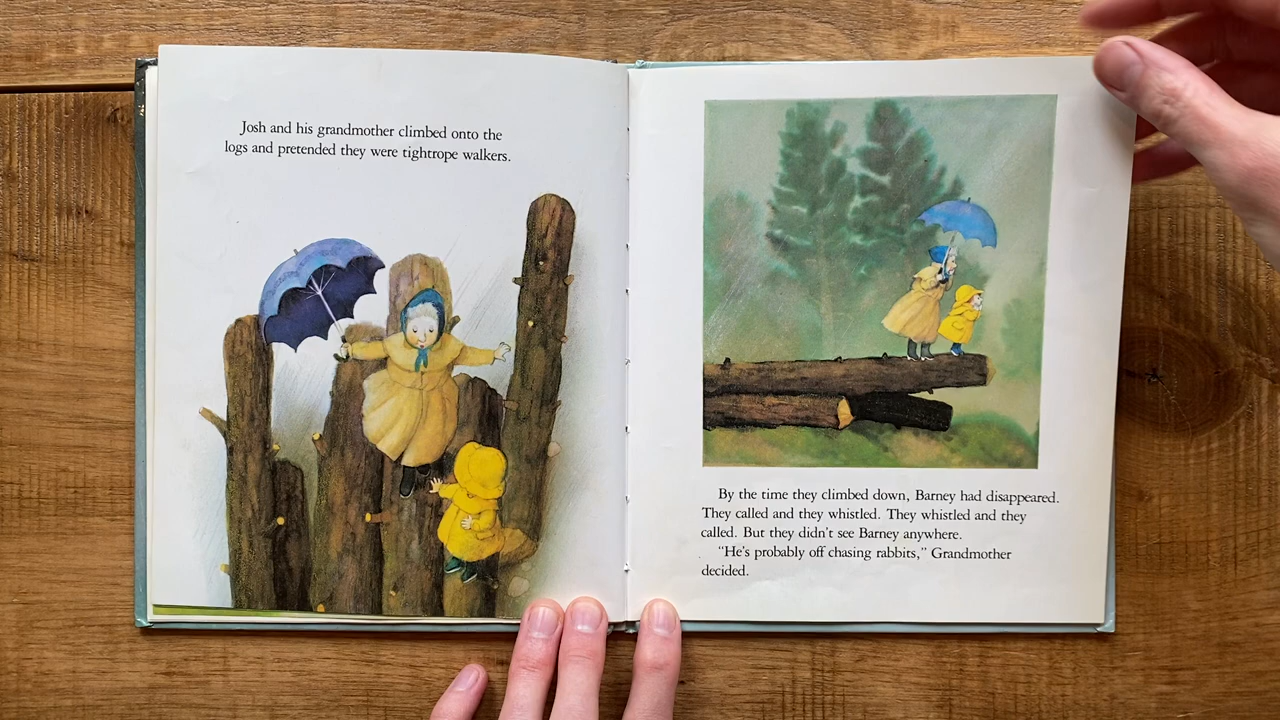 Josh and his grandmother climbed onto the
logs and pretended they were tightrope walkers.
By the time they climbed down, Barney had disappeared.
They called and they whistled. They whistled and they
called. But they didn't see Barney anywhere.
“He's probably off chasing rabbits,” Grandmother
decided.